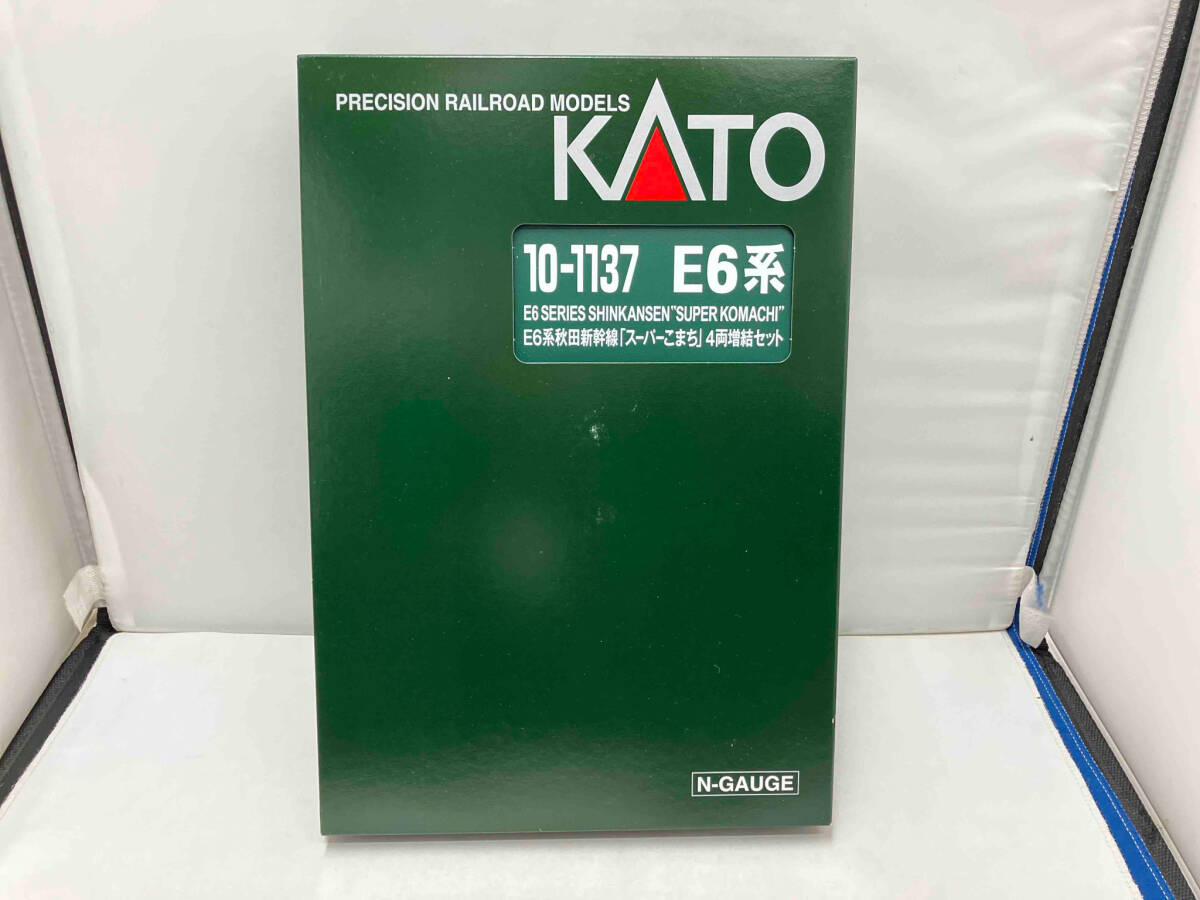 PRECISION RAILROAD MODELS
KATO
10-1137 E6系
E6 SERIES SHINKANSEN"SUPER KOMACHI"
E6系秋田新幹線「スーパーこまち」4両増結セット
N-GAUGE